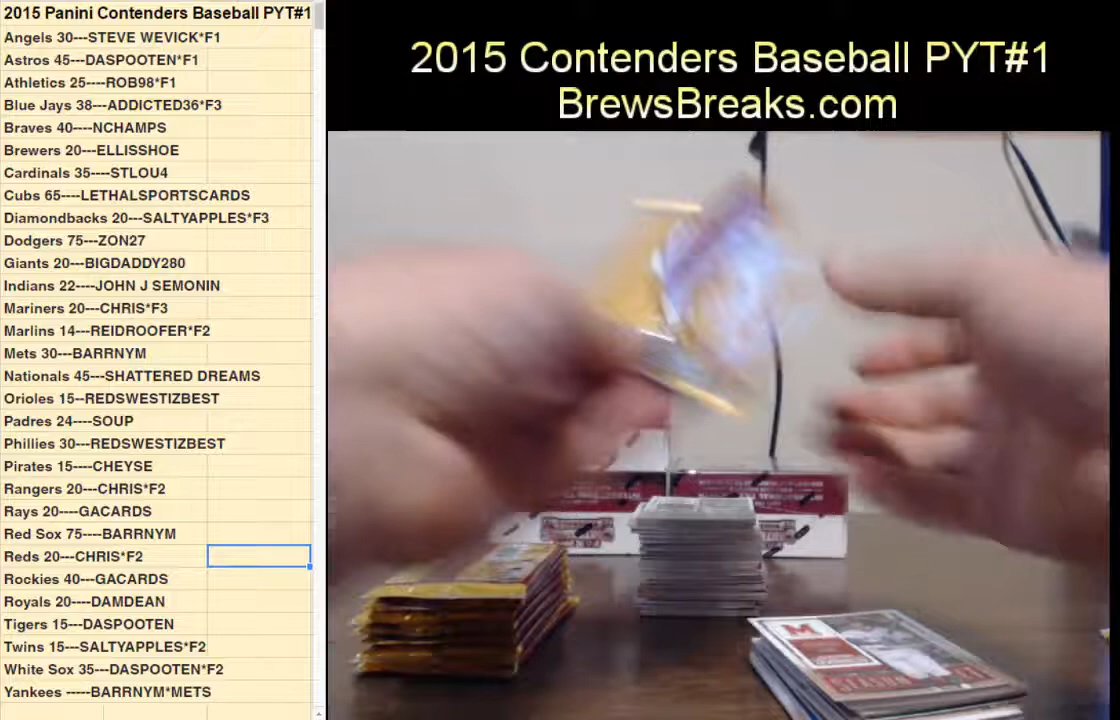 2015 Panini Contenders Baseball PYT#1
Angels 30---STEVE WEVICK*F1
Astros 45----DASPOOTEN*F1
Athletics 25----ROB98*F1
Blue Jays 38---ADDICTED36*F3
Braves 40----NCHAMPS
Brewers 20---ELLISSHOE
Cardinals 35----STLOU4
Cubs 65----LETHALSPORTSCARDS
Diamondbacks 20---SALTYAPPLES*F3
Dodgers 75---ZON27
Giants 20---BIGDADDY280
Indians 22----JOHN J SEMONIN
Mariners 20---CHRIS*F3
Marlins 14---REIDROOFER*F2
Mets 30---BARRNYM
Nationals 45---SHATTERED DREAMS
Orioles 15--REDSWESTIZBEST
Padres 24----SOUP
Phillies 30---REDSWESTIZBEST
Pirates 15----CHEYSE
Rangers 20---CHRIS*F2
Rays 20----GACARDS
Red Sox 75----BARRNYM
Reds 20---CHRIS*F2
Rockies 40---GACARDS
Royals 20----DAMDEAN
Tigers 15----DASPOOTEN
Twins 15----SALTYAPPLES*F2
White Sox 35----DASPOOTEN*F2
Yankees -----BARRNYM*METS
2015 Contenders Baseball PYT#1
BrewsBreaks.com
M
SEASON